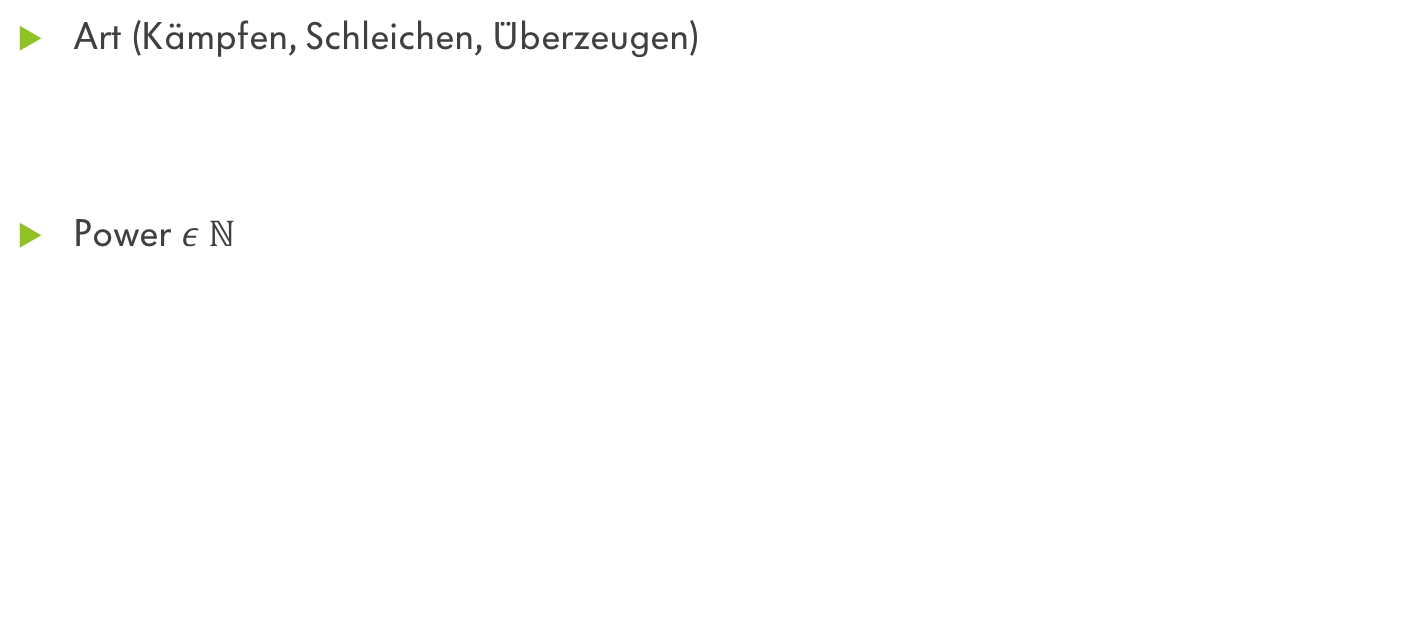 Art (Kämpfen, Schleichen, Überzeugen)
Power ϵ ℕ